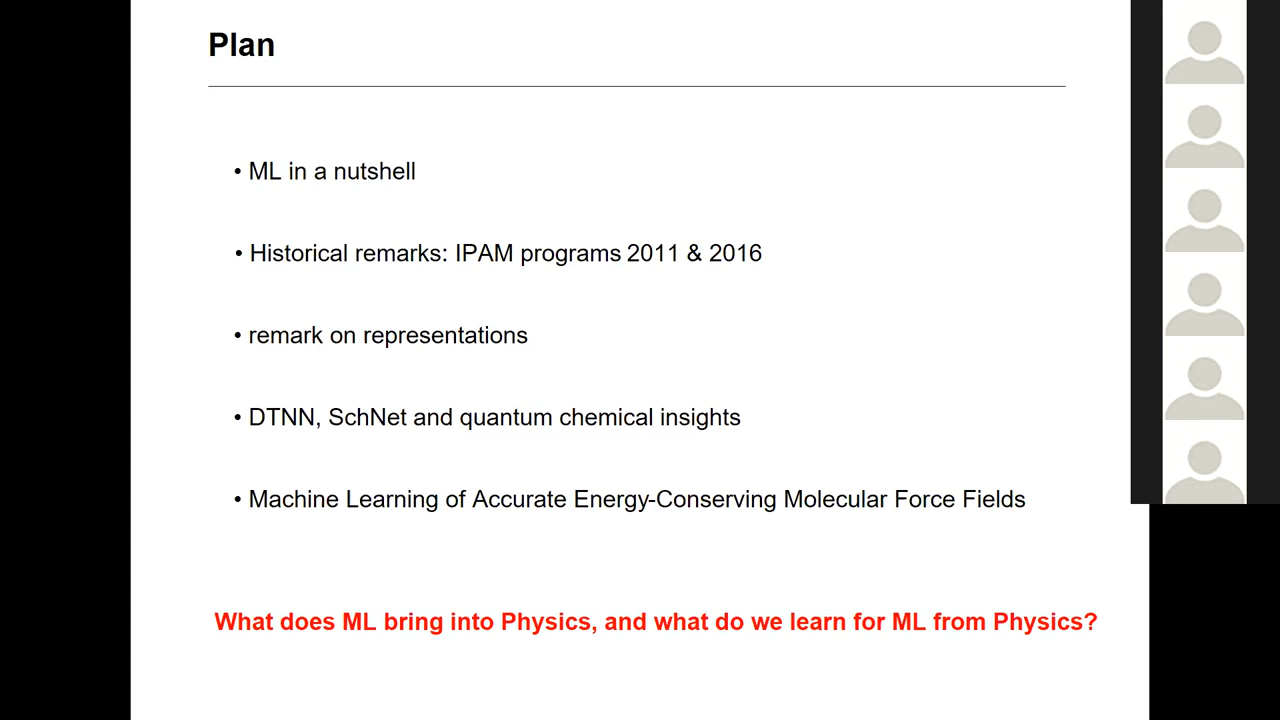 Plan
• ML in a nutshell
• Historical remarks: IPAM programs 2011 & 2016
• remark on representations
• DTNN, SchNet and quantum chemical insights
• Machine Learning of Accurate Energy-Conserving Molecular Force Fields
What does ML bring into Physics, and what do we learn for ML from Physics?